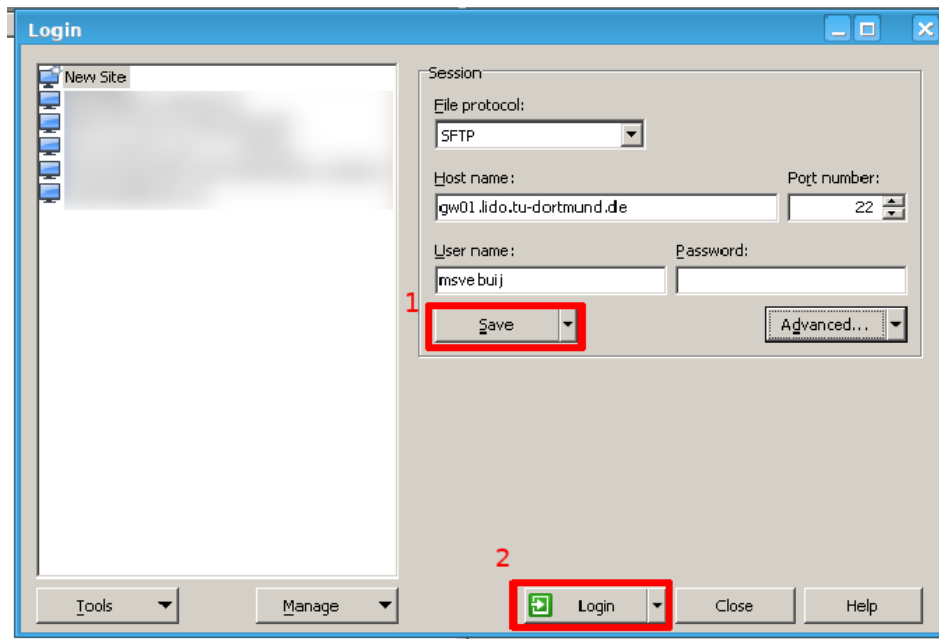 Login
New Site
Session
File protocol:
SFTP
Host name:
Port number:
gw01.lido.tu-dortmund.de
22
User name:
Password:
msvebuij
1
Save
Advanced...
2
Tools
Manage
Login
Close
Help